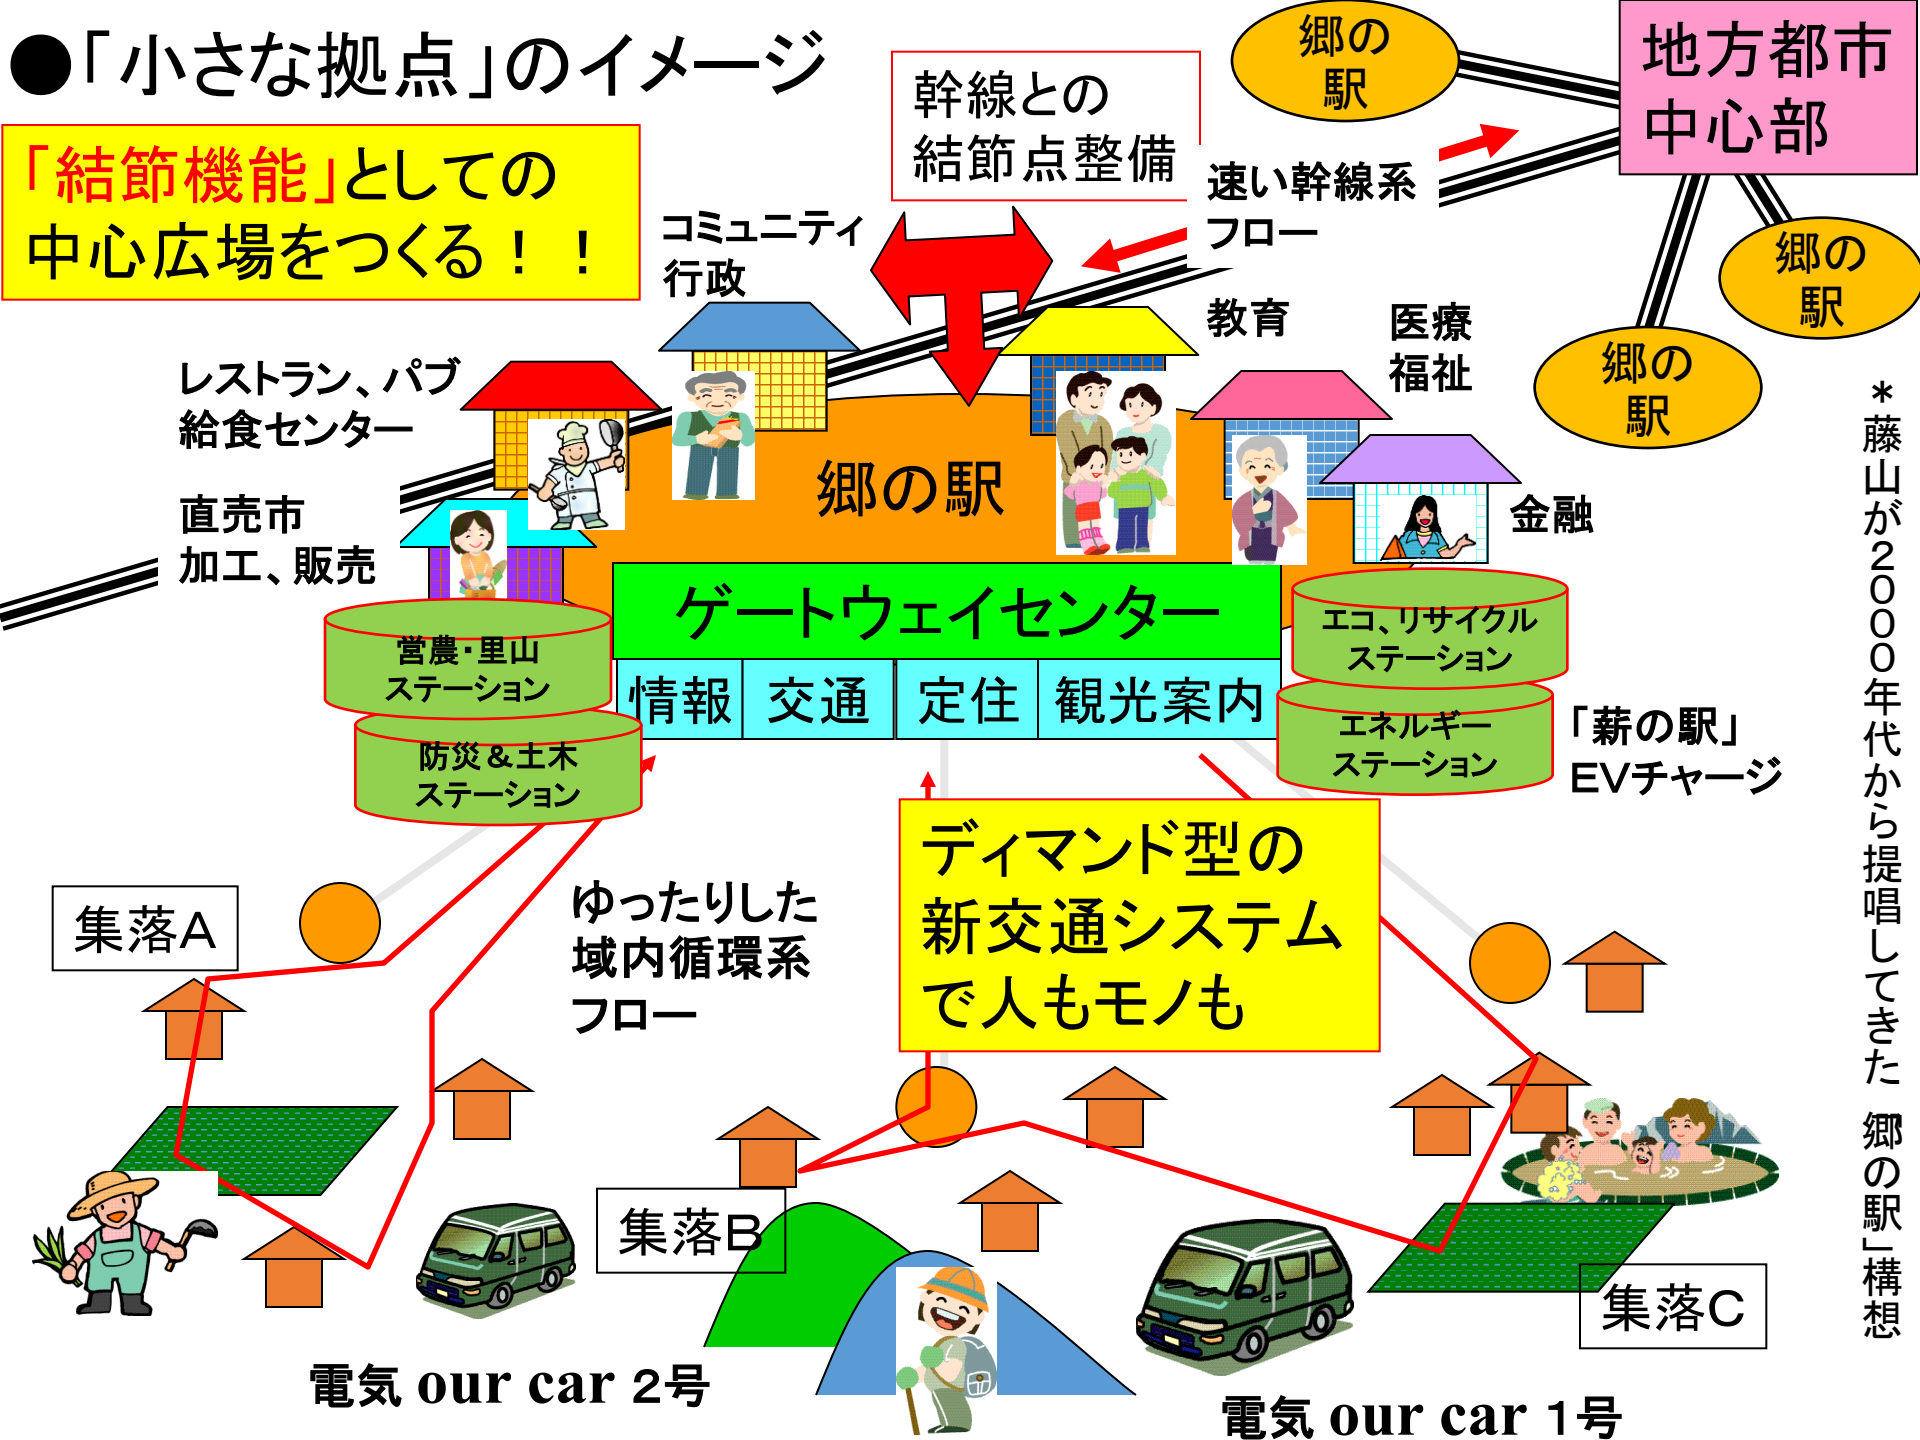 ●「小さな拠点」のイメージ
「結節機能」としての
中心広場をつくる！！
幹線との
結節点整備
郷の
駅
地方都市
中心部
速い幹線系
フロー
郷の
駅
郷の
駅
コミュニティ
行政
教育
医療
福祉
レストラン、パブ
給食センター
直売市
加工、販売
郷の駅
金融
ゲートウェイセンター
情報
交通
定住
観光案内
営農・里山
ステーション
防災＆土木
ステーション
エコ、リサイクル
ステーション
エネルギー
ステーション
「薪の駅」
EVチャージ
ディマンド型の
新交通システム
で人もモノも
ゆったりした
域内循環系
フロー
集落A
集落B
集落C
電気 our car 2号
電気 our car 1号
＊藤山が２０００年代から提唱してきた「郷の駅」構想